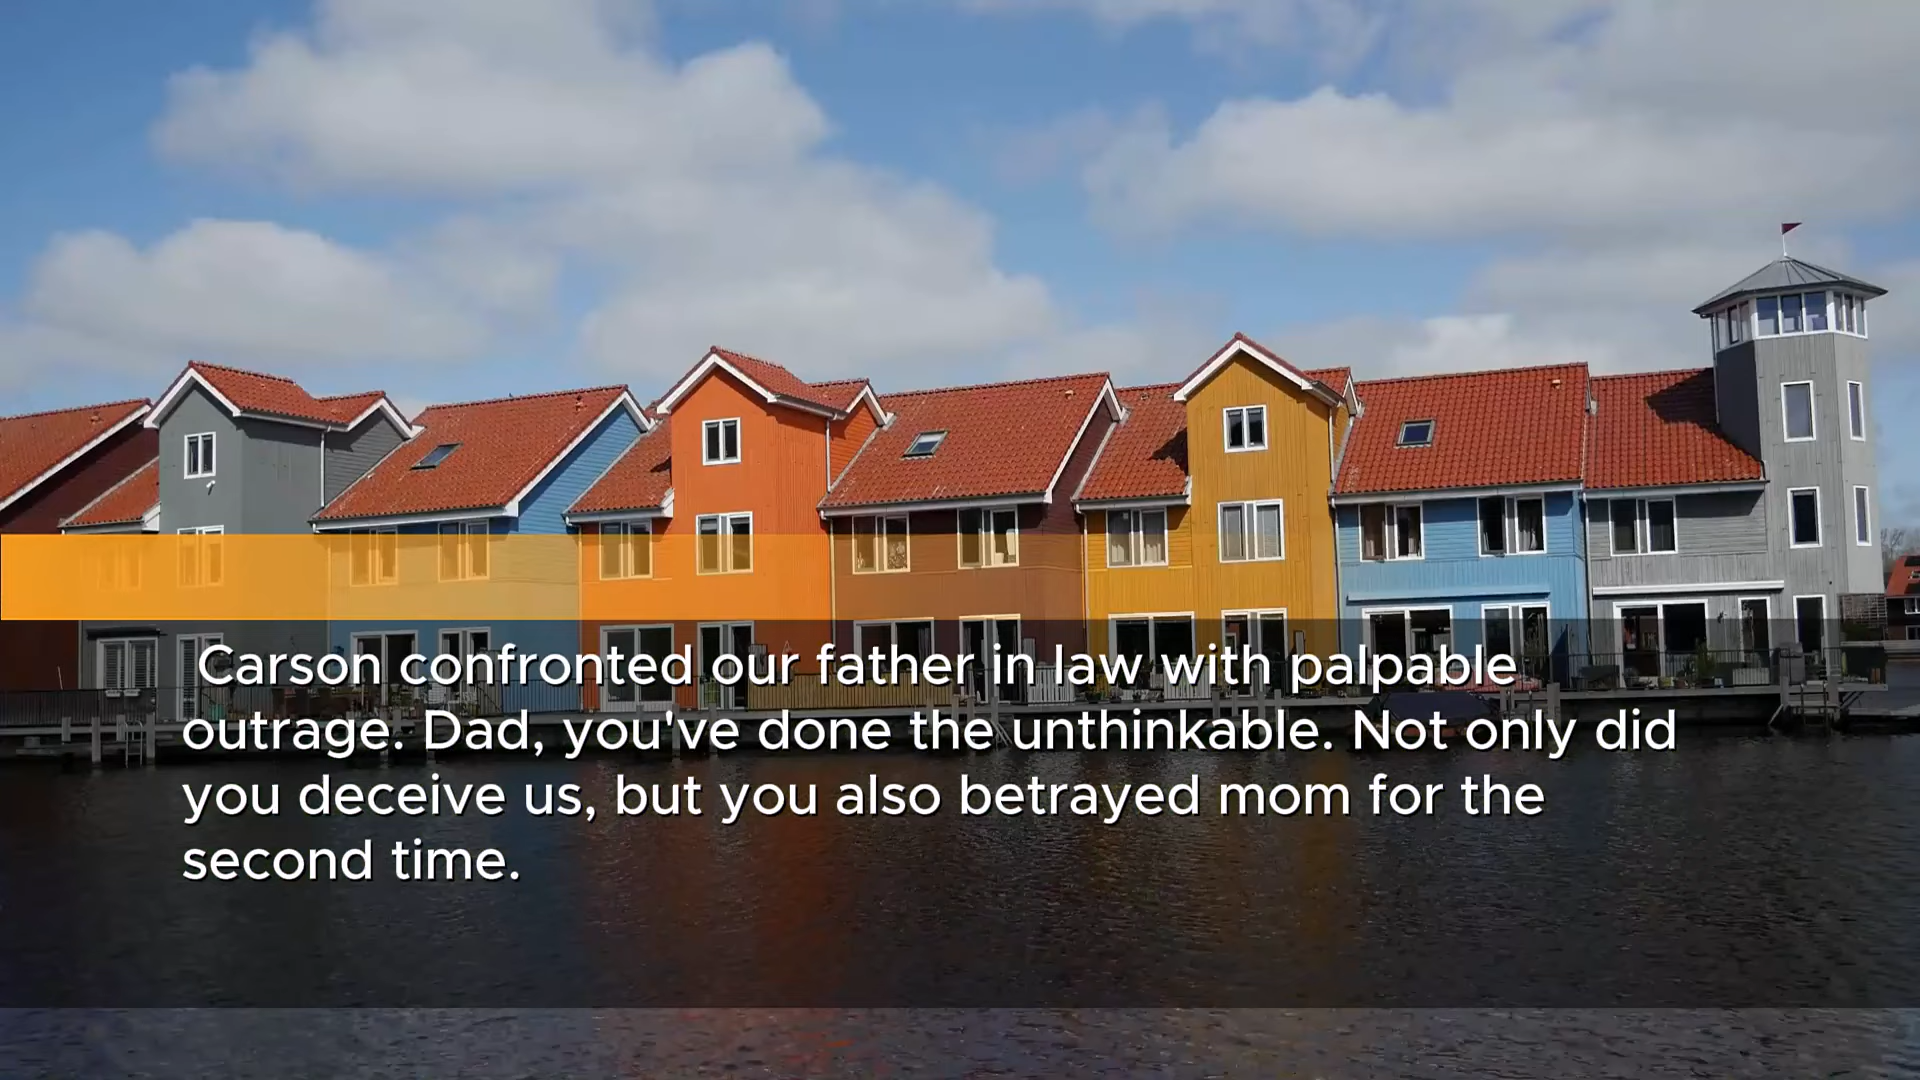 Carson confronted our father in law with palpable
outrage. Dad, you've done the unthinkable. Not only did
you deceive us, but you also betrayed mom for the
second time.